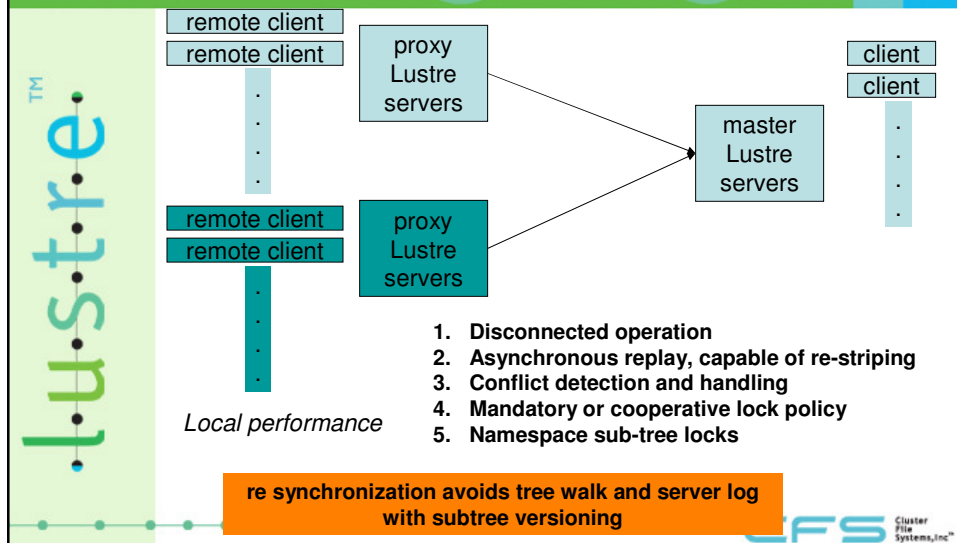 lustre™
remote client
remote client
.
.
.
.
proxy
Lustre
servers
remote client
remote client
.
.
.
.
proxy
Lustre
servers
master
Lustre
servers
client
client
.
.
.
.
Local performance
1. Disconnected operation
2. Asynchronous replay, capable of re-striping
3. Conflict detection and handling
4. Mandatory or cooperative lock policy
5. Namespace sub-tree locks
re synchronization avoids tree walk and server log
with subtree versioning
CFS
Cluster
File
Systems,Inc™